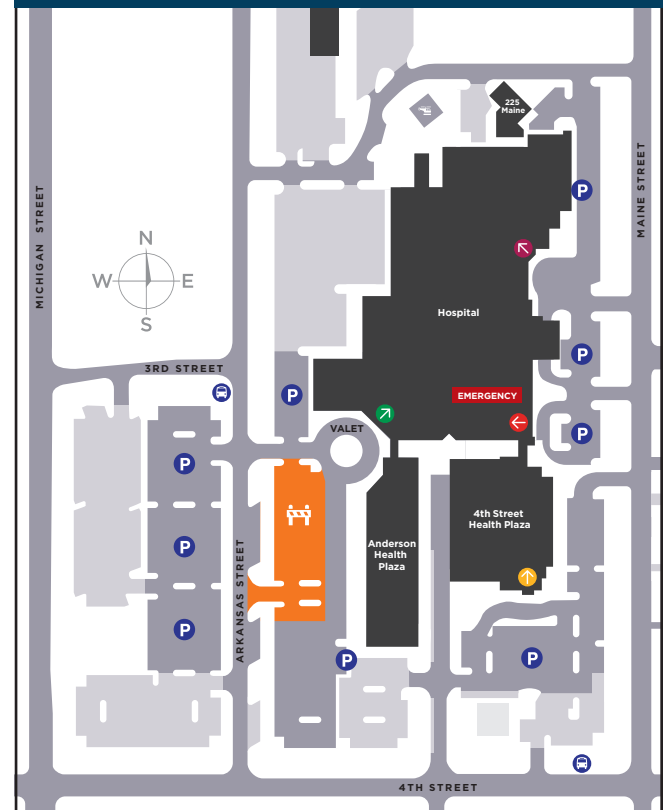 225
Maine
MICHIGAN STREET
MAINE STREET
P
N
W
E
S
Hospital
3RD STREET
P
P
EMERGENCY
VALET
P
P
4th Street
Health Plaza
Anderson
Health
Plaza
P
ARKANSAS STREET
P
P
P
4TH STREET